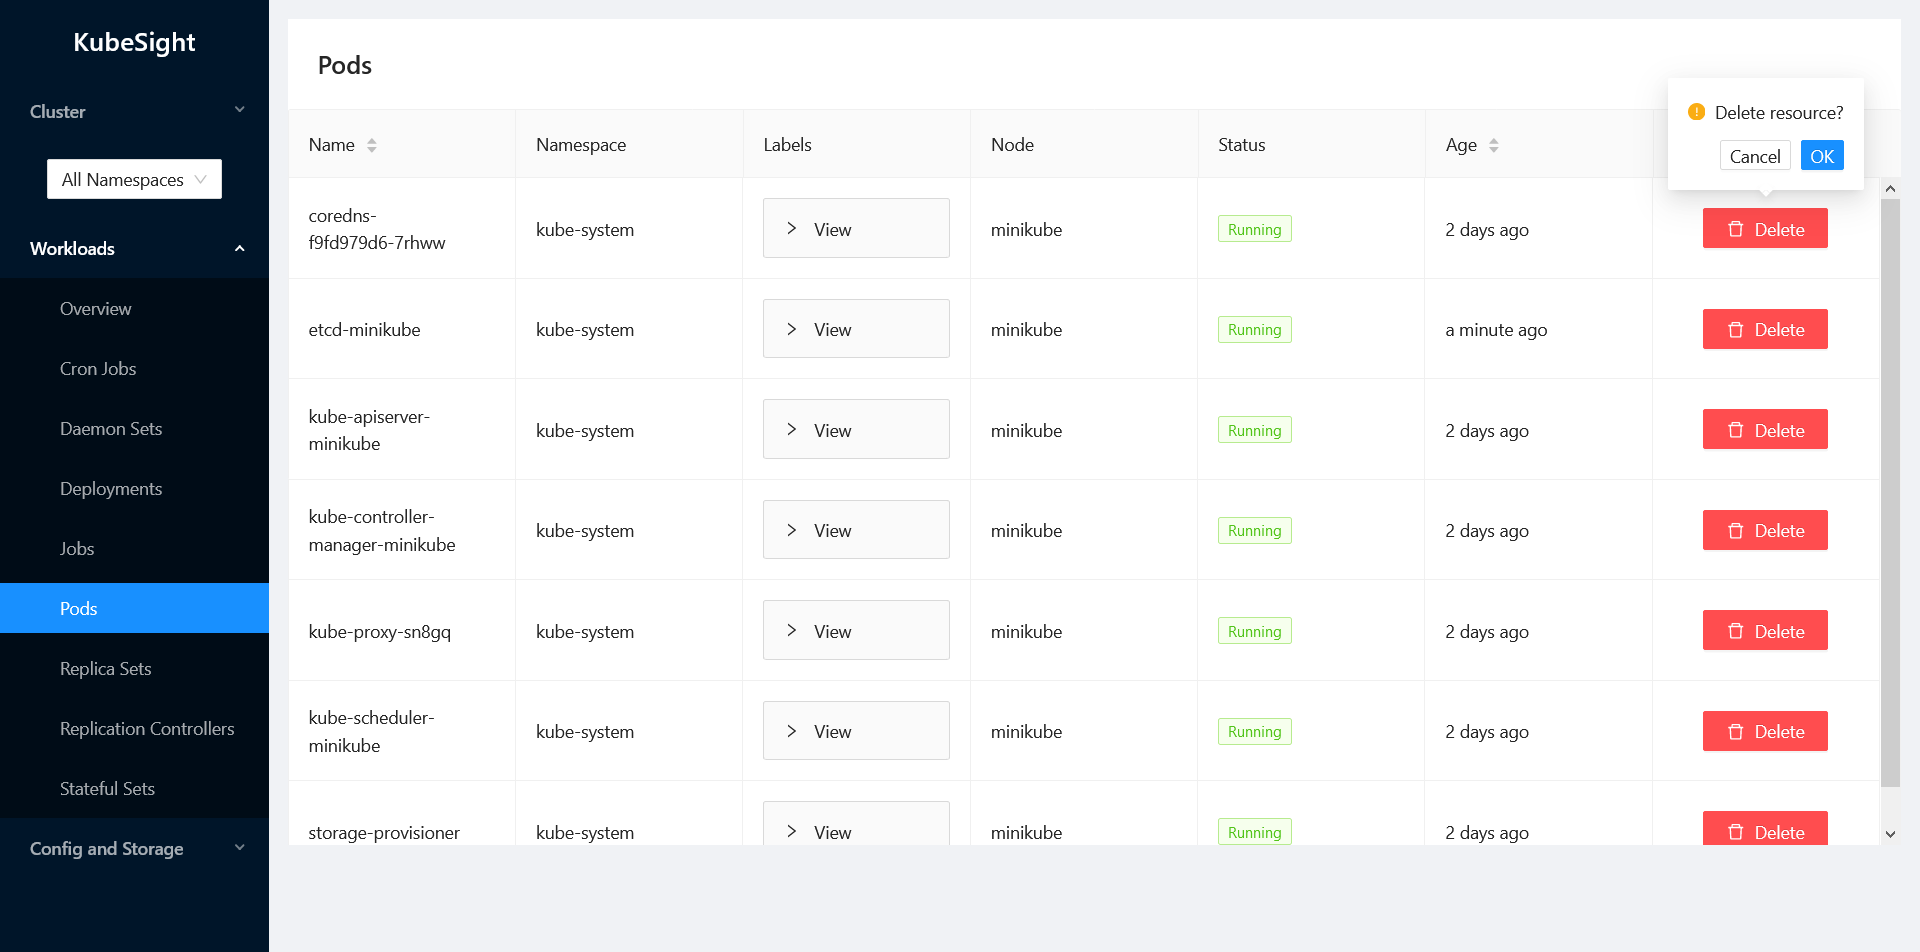 KubeSight
Cluster
All Namespaces
Workloads
Overview
Cron Jobs
Daemon Sets
Deployments
Jobs
Pods
Replica Sets
Replication Controllers
Stateful Sets
Config and Storage
Pods
Delete resource?
Cancel OK
Name Namespace Labels Node Status Age
coredns-
f9fd979d6-7rhww
kube-system View minikube Running 2 days ago Delete
etcd-minikube kube-system View minikube Running a minute ago Delete
kube-apiserver-
minikube
kube-system View minikube Running 2 days ago Delete
kube-controller-
manager-minikube
kube-system View minikube Running 2 days ago Delete
kube-proxy-sn8gq kube-system View minikube Running 2 days ago Delete
kube-scheduler-
minikube
kube-system View minikube Running 2 days ago Delete
storage-provisioner kube-system View minikube Running 2 days ago Delete